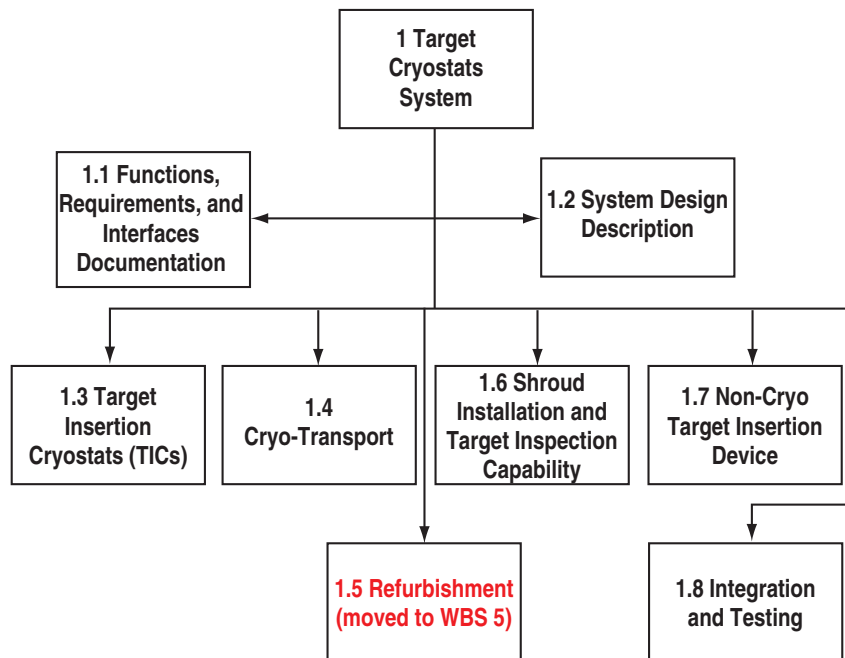 1 Target
Cryostats
System
1.1 Functions,
Requirements, and
Interfaces
Documentation
1.2 System Design
Description
1.3 Target
Insertion
Cryostats (TICs)
1.4
Cryo-Transport
1.6 Shroud
Installation and
Target Inspection
Capability
1.7 Non-Cryo
Target Insertion
Device
1.5 Refurbishment
(moved to WBS 5)
1.8 Integration
and Testing